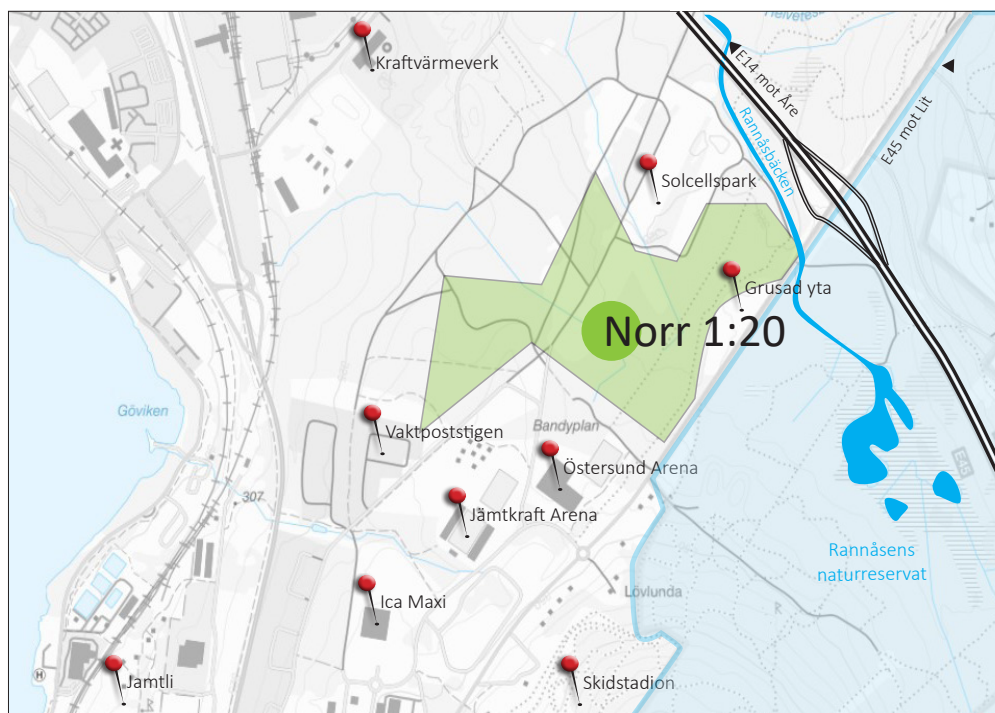 Helvetes
Kraftvärmeverk
E14 mot Åre
E45 mot Lit
Rannåsbäcken
Solcellspark
Grusad yta
Norr 1:20
Göviken
Vaktpoststigen
Bandyplan
Östersund Arena
E45
307
Jämtkraft Arena
Rannåsens
naturreservat
Ica Maxi
Lövlunda
R
H
Jamtli
Skidstadion